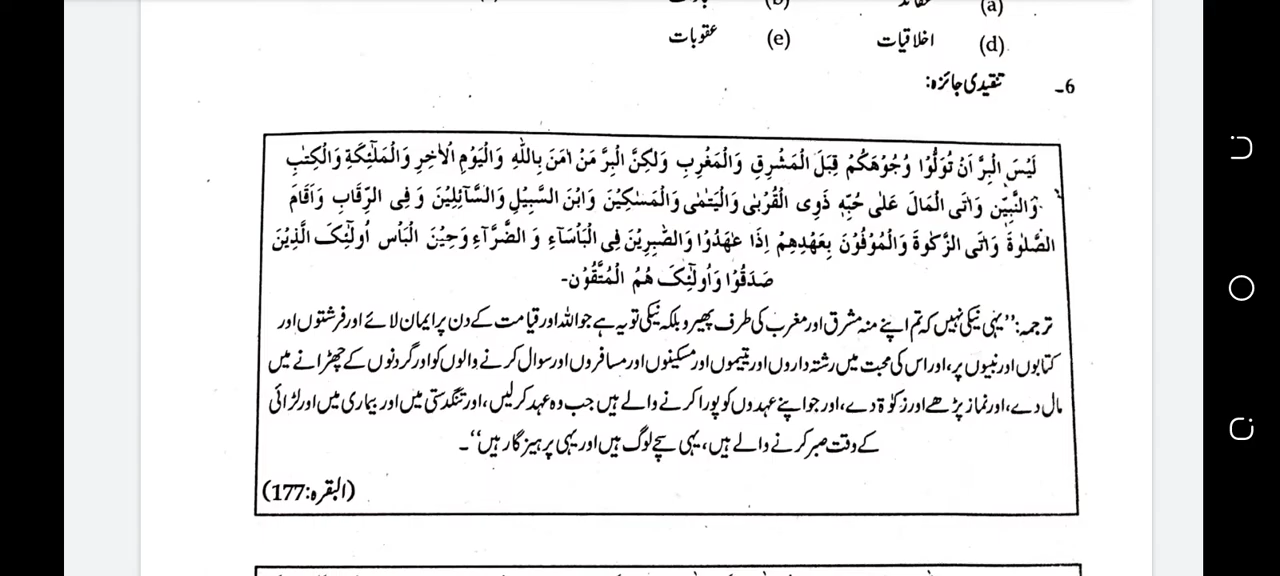 (a) عقائد (b)
(d) اخلاقیات (e) عقوبات
6۔ تنقیدی جائزہ:
لَیْسَ الْبِرَّ اَنْ تُوَلُّوْا وُجُوْهَکُمْ قِبَلَ الْمَشْرِقِ وَالْمَغْرِبِ وَلٰکِنَّ الْبِرَّ مَنْ اٰمَنَ بِاللّٰهِ وَالْیَوْمِ الْاٰخِرِ وَالْمَلٰٓئِکَةِ وَالْکِتٰبِ
وَالنَّبِیّٖن وَاٰتَی الْمَالَ عَلٰی حُبِّهٖ ذَوِی الْقُرْبٰی وَالْیَتٰمٰی وَالْمَسٰکِیْنَ وَابْنَ السَّبِیْلِ وَالسَّآئِلِیْنَ وَ فِی الرِّقَابِ وَاَقَامَ
الصَّلٰوةَ وَاٰتَی الزَّکٰوةَ وَالْمُوْفُوْنَ بِعَهْدِهِمْ اِذَا عٰهَدُوْا وَالصّٰبِرِیْنَ فِی الْبَاْسَآءِ وَ الضَّرَّآءِ وَحِیْنَ الْبَاْس اُولٰٓئِکَ الَّذِیْنَ
صَدَقُوْا وَاُولٰٓئِکَ هُمُ الْمُتَّقُوْن-
ترجمہ: ’’یہی نیکی نہیں کہ تم اپنے منہ مشرق اور مغرب کی طرف پھیرو بلکہ نیکی تو یہ ہے جو اللہ اور قیامت کے دن پر ایمان لائے اور فرشتوں اور
کتابوں اور نبیوں پر، اور اس کی محبت میں رشتہ داروں اور یتیموں اور مسکینوں اور مسافروں اور سوال کرنے والوں کو اور گردنوں کے چھڑانے میں
مال دے، اور نماز پڑھے اور زکوٰۃ دے، اور جو اپنے عہدوں کو پورا کرنے والے ہیں جب وہ عہد کرلیں، اور تنگدستی میں اور بیماری میں اور لڑائی
کے وقت صبر کرنے والے ہیں، یہی سچے لوگ ہیں اور یہی پرہیزگار ہیں‘‘۔
(البقرہ:177)